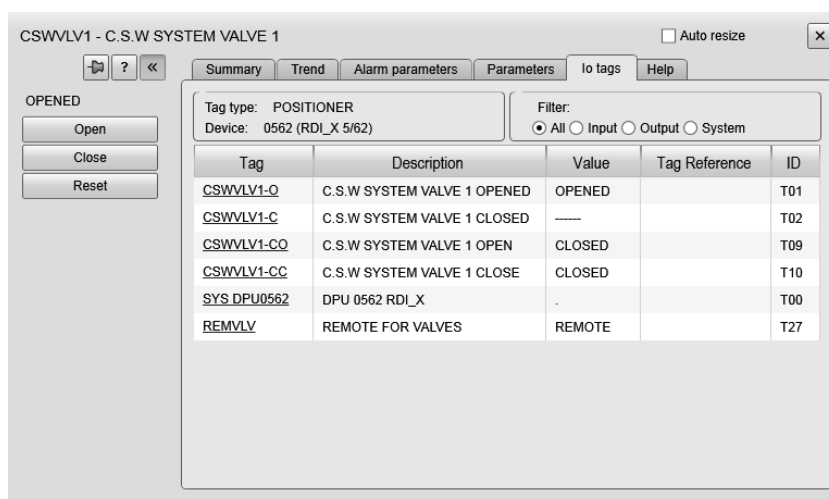 CSWVLV1 - C.S.W SYSTEM VALVE 1
Auto resize
×
? «
Summary Trend Alarm parameters Parameters Io tags Help
OPENED
Open
Close
Reset
Tag type: POSITIONER
Device: 0562 (RDI_X 5/62)
Filter:
All Input Output System
Tag Description Value Tag Reference ID
CSWVLV1-O C.S.W SYSTEM VALVE 1 OPENED OPENED T01
CSWVLV1-C C.S.W SYSTEM VALVE 1 CLOSED ------ T02
CSWVLV1-CO C.S.W SYSTEM VALVE 1 OPEN CLOSED T09
CSWVLV1-CC C.S.W SYSTEM VALVE 1 CLOSE CLOSED T10
SYS DPU0562 DPU 0562 RDI_X . T00
REMVLV REMOTE FOR VALVES REMOTE T27